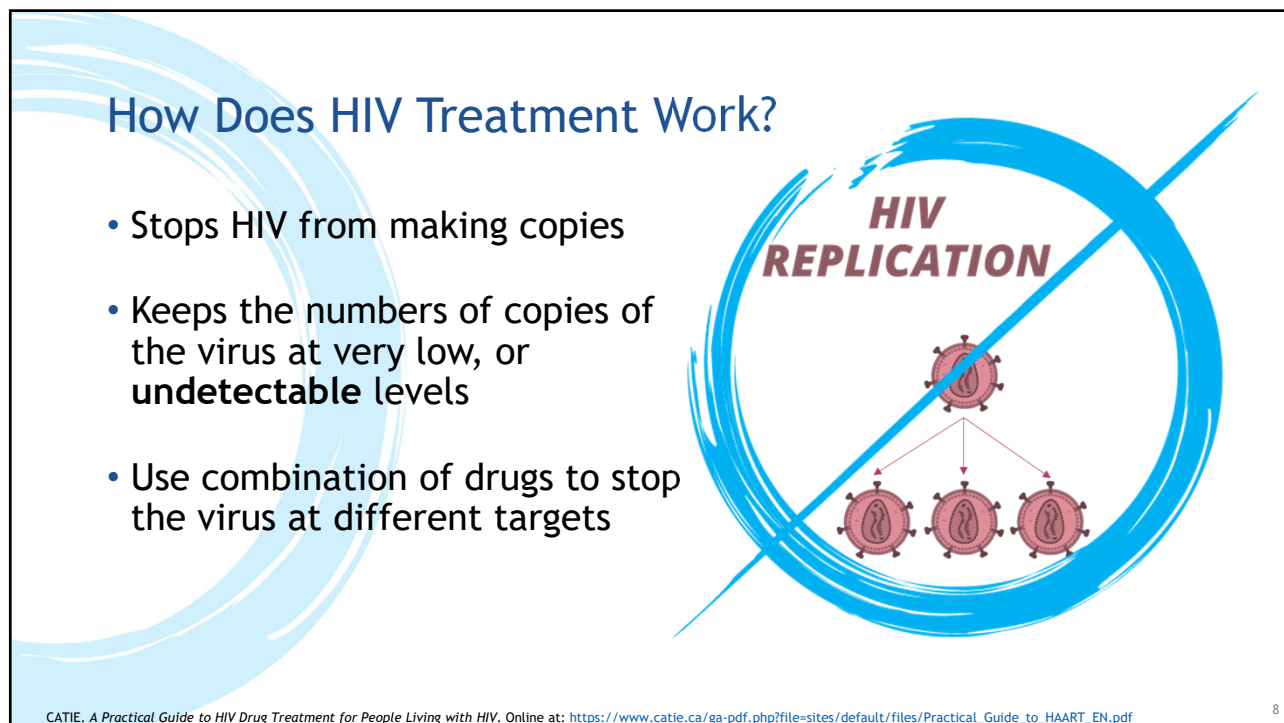 How Does HIV Treatment Work?
• Stops HIV from making copies
• Keeps the numbers of copies of
the virus at very low, or
undetectable levels
• Use combination of drugs to stop
the virus at different targets
HIV
REPLICATION
CATIE. A Practical Guide to HIV Drug Treatment for People Living with HIV. Online at: https://www.catie.ca/ga-pdf.php?file=sites/default/files/Practical_Guide_to_HAART_EN.pdf
8